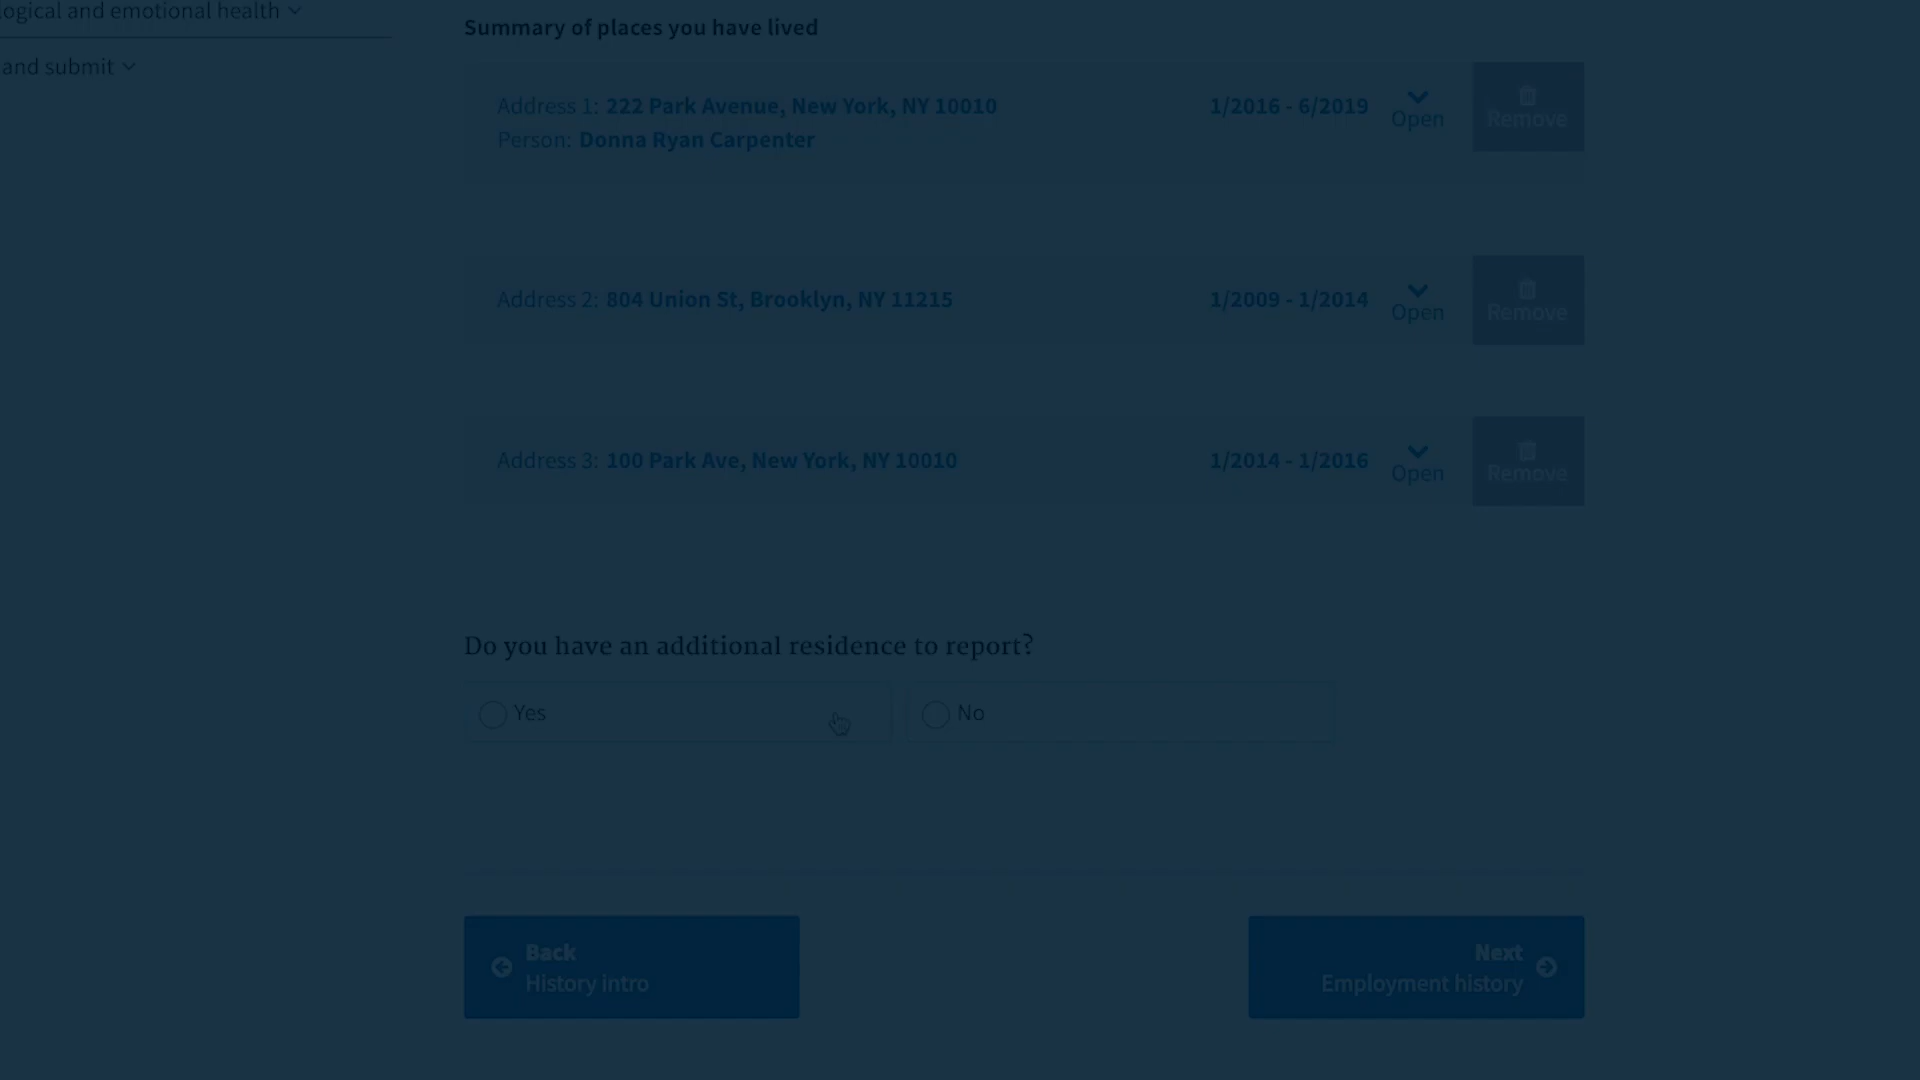 ological and emotional health
and submit
Summary of places you have lived
Address 1: 222 Park Avenue, New York, NY 10010
1/2016 - 6/2019
Open
Remove
Person: Donna Ryan Carpenter
Address 2: 804 Union St, Brooklyn, NY 11215
1/2009 - 1/2014
Open
Remove
Address 3: 100 Park Ave, New York, NY 10010
1/2014 - 1/2016
Open
Remove
Do you have an additional residence to report?
Yes
No
Back
History intro
Next
Employment history